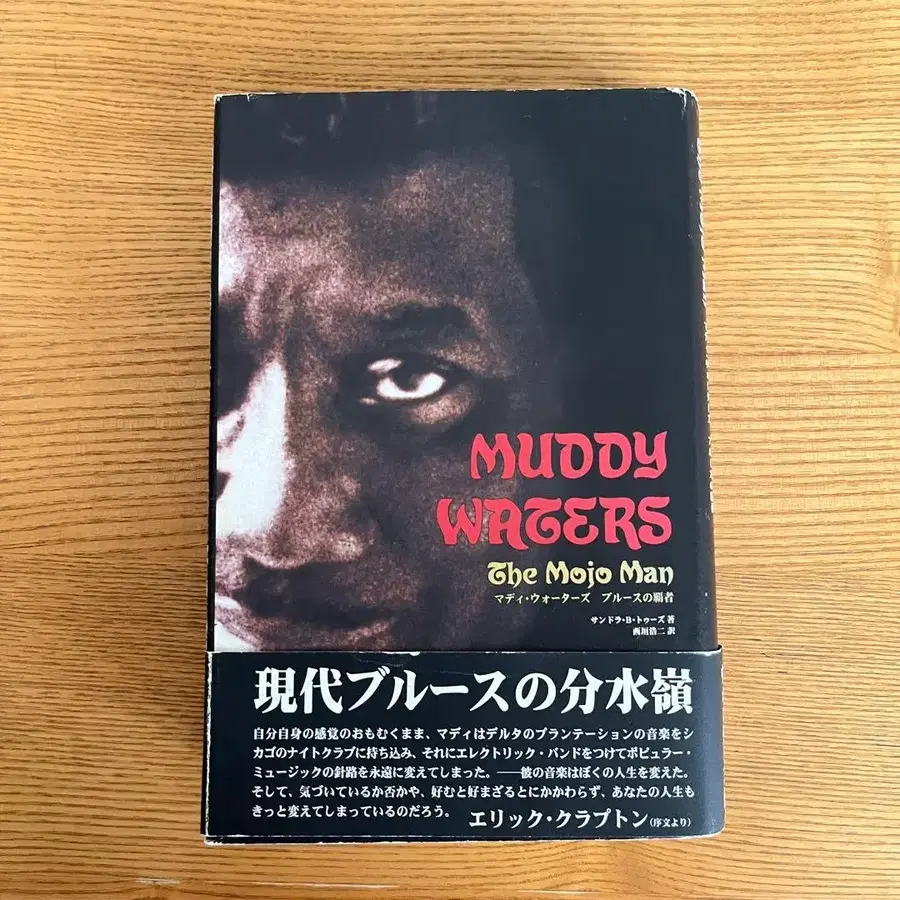 MUDDY
WATERS
The Mojo Man
マディ・ウォーターズ ブルースの覇者
サンドラ・B・トゥーズ 著
西垣浩二 訳
現代ブルースの分水嶺
自分自身の感覚のおもむくまま、マディはデルタのプランテーションの音楽をシ
カゴのナイトクラブに持ち込み、それにエレクトリック・バンドをつけてポピュラー・
ミュージックの針路を永遠に変えてしまった。――彼の音楽はぼくの人生を変えた。
そして、気づいているか否かや、好むと好まざるとにかかわらず、あなたの人生も
きっと変えてしまっているのだろう。 エリック・クラプトン(序文より)